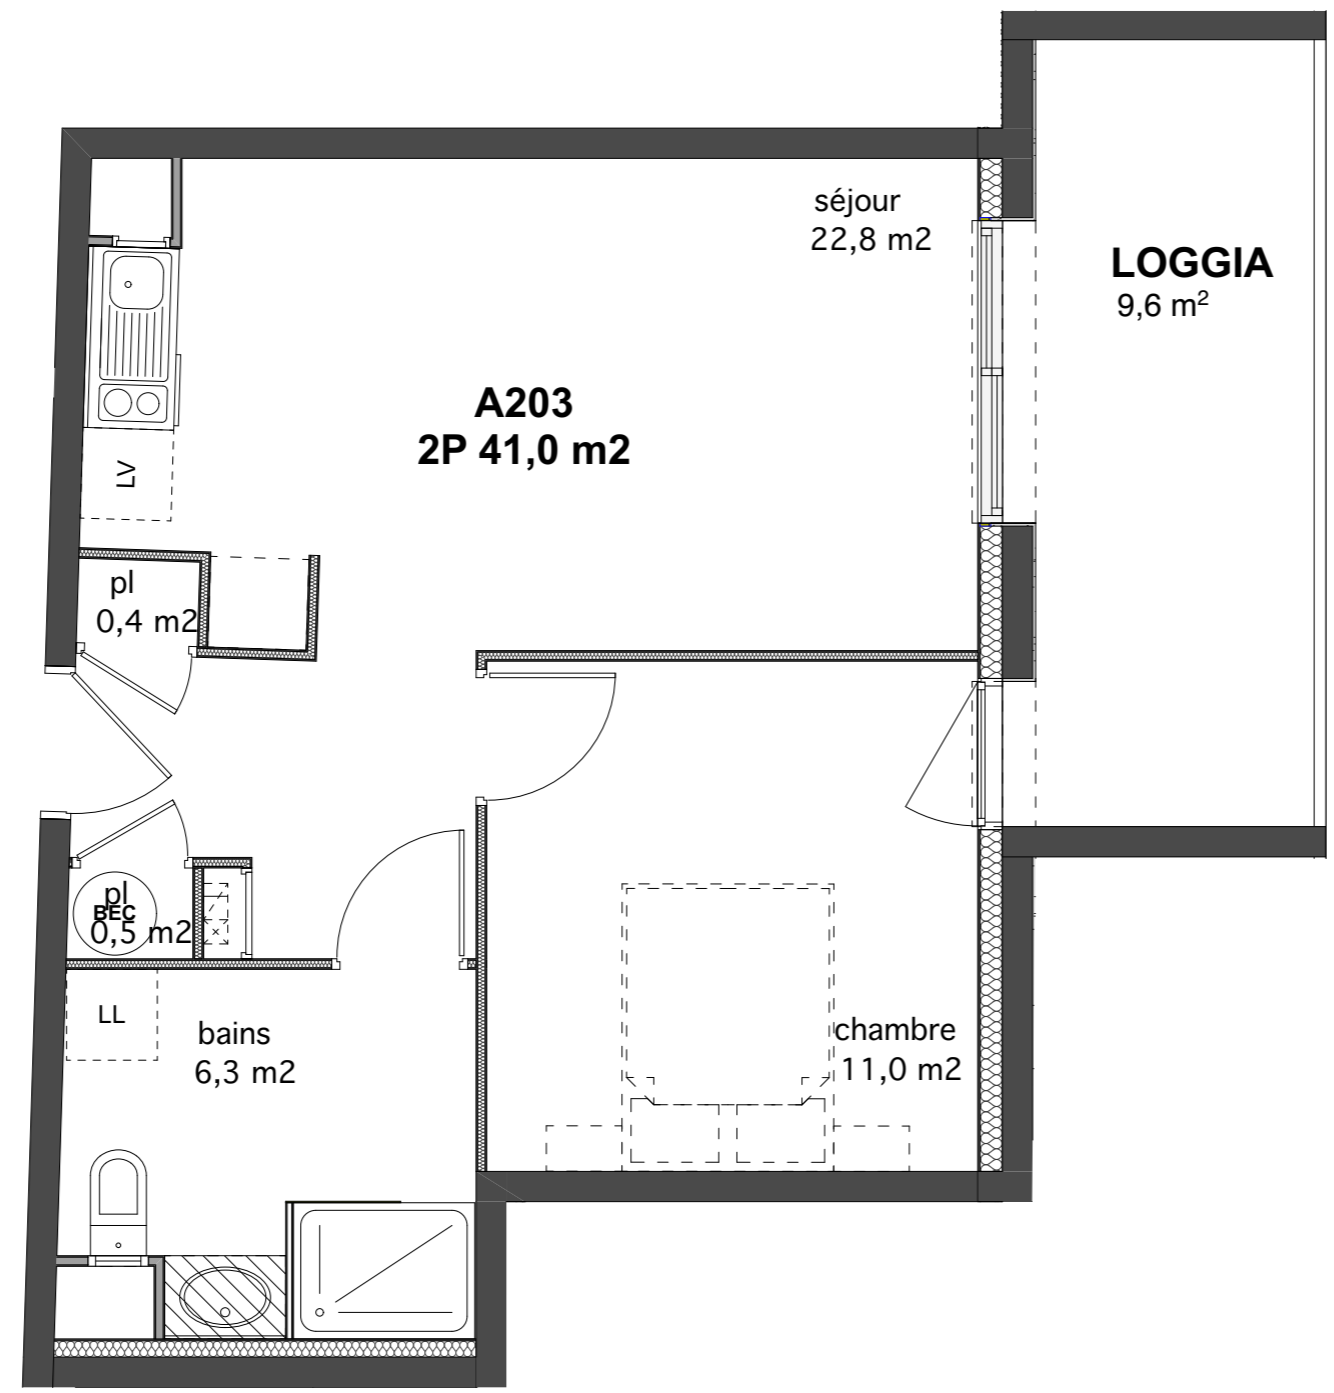 séjour
22,8 m2
LOGGIA
9,6 m²
A203
2P 41,0 m2
LV
pl
0,4 m2
pl
BEC
0,5 m2
LL
bains
6,3 m2
chambre
11,0 m2